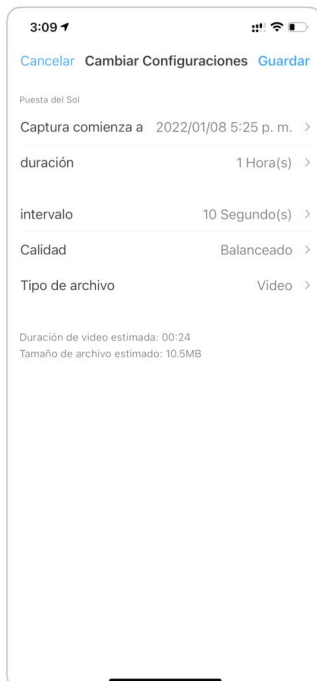 3:09
Cancelar Cambiar Configuraciones Guardar
Puesta del Sol
Captura comienza a 2022/01/08 5:25 p. m. >
duración 1 Hora(s) >
intervalo 10 Segundo(s) >
Calidad Balanceado >
Tipo de archivo Video >
Duración de video estimada: 00:24
Tamaño de archivo estimado: 10.5MB